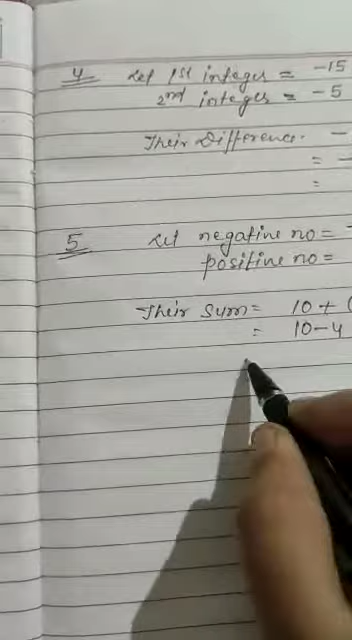 4 Let 1st integer = -15
2nd integer = -5
Their Difference. -
= -
=
5 Let negative no = -
positive no =
Their sum = 10 + (
= 10-4